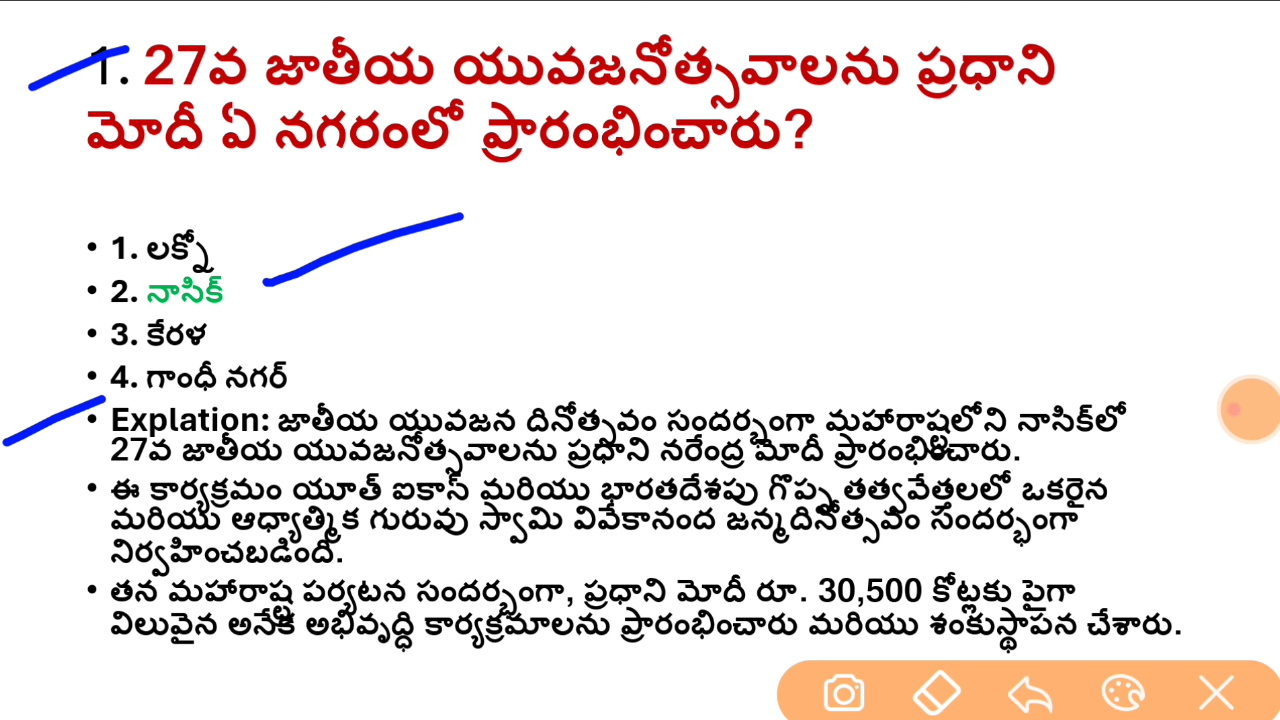 1. 27వ జాతీయ యువజనోత్సవాలను ప్రధాని
మోదీ ఏ నగరంలో ప్రారంభించారు?
• 1. లక్నో
• 2. నాసిక్
• 3. కేరళ
• 4. గాంధీ నగర్
• Explation: జాతీయ యువజన దినోత్సవం సందర్భంగా మహారాష్ట్రలోని నాసిక్‌లో
27వ జాతీయ యువజనోత్సవాలను ప్రధాని నరేంద్ర మోదీ ప్రారంభించారు.
• ఈ కార్యక్రమం యూత్ ఐకాన్ మరియు భారతదేశపు గొప్ప తత్వవేత్తలలో ఒకరైన
మరియు ఆధ్యాత్మిక గురువు స్వామి వివేకానంద జన్మదినోత్సవం సందర్భంగా
నిర్వహించబడింది.
• తన మహారాష్ట్ర పర్యటన సందర్భంగా, ప్రధాని మోదీ రూ. 30,500 కోట్లకు పైగా
విలువైన అనేక అభివృద్ధి కార్యక్రమాలను ప్రారంభించారు మరియు శంకుస్థాపన చేశారు.